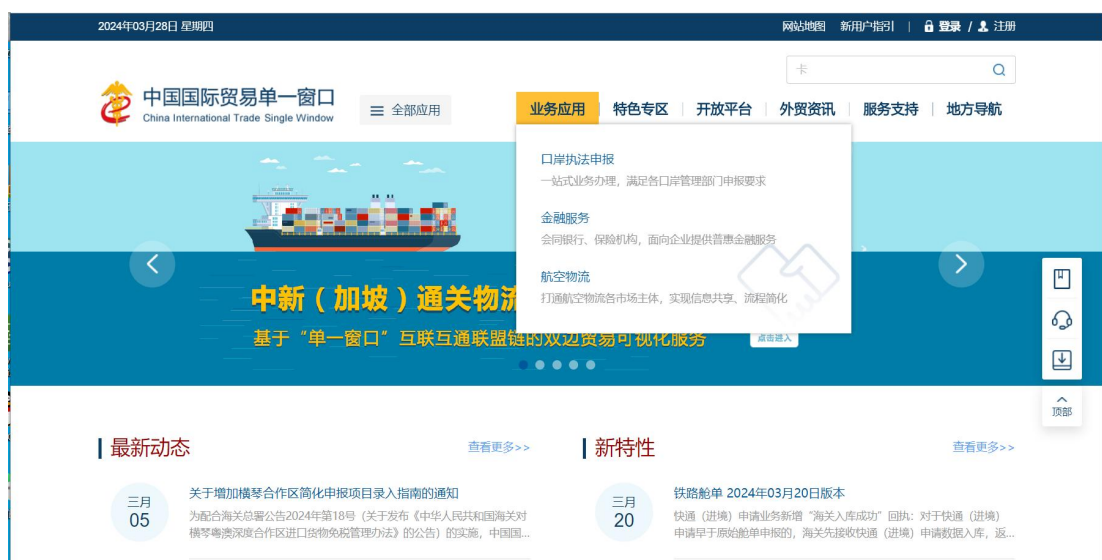 2024年03月28日 星期四
网站地图 新用户指引 | 登录 / 注册
卡
中国国际贸易单一窗口
China International Trade Single Window
全部应用
业务应用 特色专区 开放平台 外贸资讯 服务支持 地方导航
口岸执法申报
一站式业务办理，满足各口岸管理部门申报要求
金融服务
会同银行、保险机构，面向企业提供普惠金融服务
航空物流
打通航空物流各市场主体，实现信息共享、流程简化
中新（加坡）通关物流
基于“单一窗口”互联互通联盟链的双边贸易可视化服务
点击进入
顶部
最新动态
查看更多>>
三月
05
关于增加横琴合作区简化申报项目录入指南的通知
为配合海关总署公告2024年第18号（关于发布《中华人民共和国海关对
横琴粤澳深度合作区进口货物免税管理办法》的公告）的实施，中国国...
新特性
查看更多>>
三月
20
铁路舱单 2024年03月20日版本
快通（进境）申请业务新增“海关入库成功”回执：对于快通（进境）
申请早于原始舱单申报的，海关先接收快通（进境）申请数据入库，返...